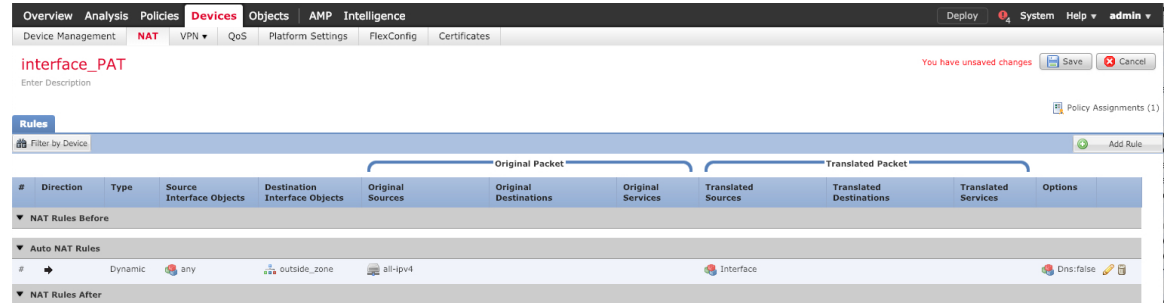 Overview Analysis Policies Devices Objects AMP Intelligence Deploy 4 System Help admin
Device Management NAT VPN QoS Platform Settings FlexConfig Certificates
interface_PAT
You have unsaved changes Save Cancel
Enter Description
Policy Assignments (1)
Rules
Filter by Device Add Rule
Original Packet Translated Packet
# Direction Type Source Interface Objects Destination Interface Objects Original Sources Original Destinations Original Services Translated Sources Translated Destinations Translated Services Options
NAT Rules Before
Auto NAT Rules
# Dynamic any outside_zone all-ipv4 Interface Dns:false
NAT Rules After